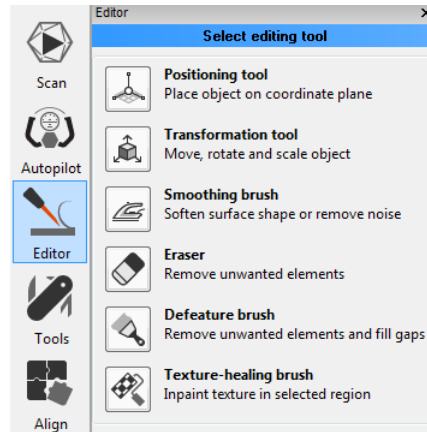 Editor
Select editing tool
Scan
Autopilot
Editor
Tools
Align
Positioning tool
Place object on coordinate plane
Transformation tool
Move, rotate and scale object
Smoothing brush
Soften surface shape or remove noise
Eraser
Remove unwanted elements
Defeature brush
Remove unwanted elements and fill gaps
Texture-healing brush
Inpaint texture in selected region